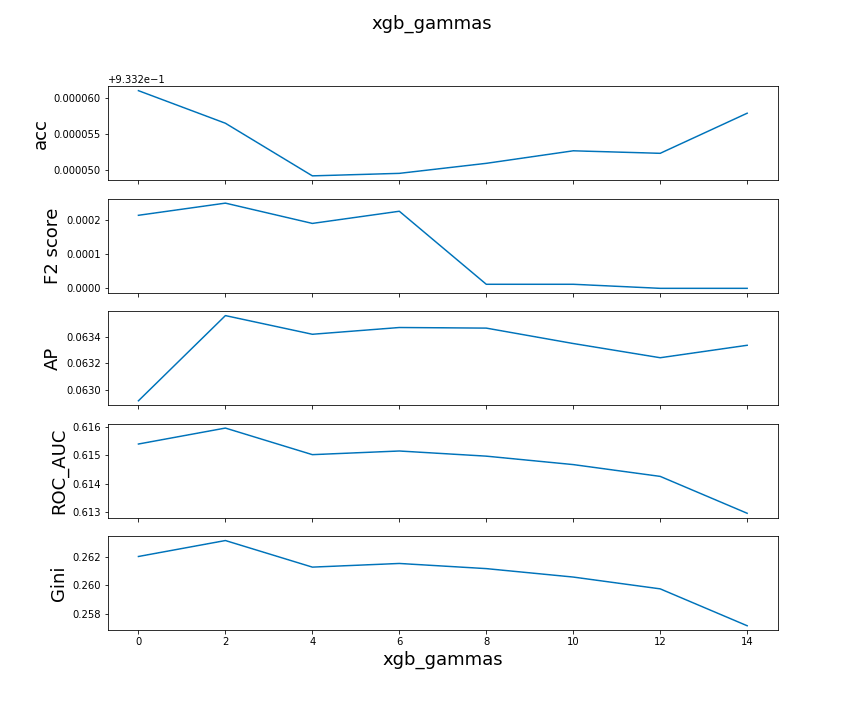 xgb_gammas
+9.332e−1
acc
0.000060
0.000055
0.000050
F2 score
0.0002
0.0001
0.0000
AP
0.0634
0.0632
0.0630
ROC_AUC
0.616
0.615
0.614
0.613
Gini
0.262
0.260
0.258
0 2 4 6 8 10 12 14
xgb_gammas